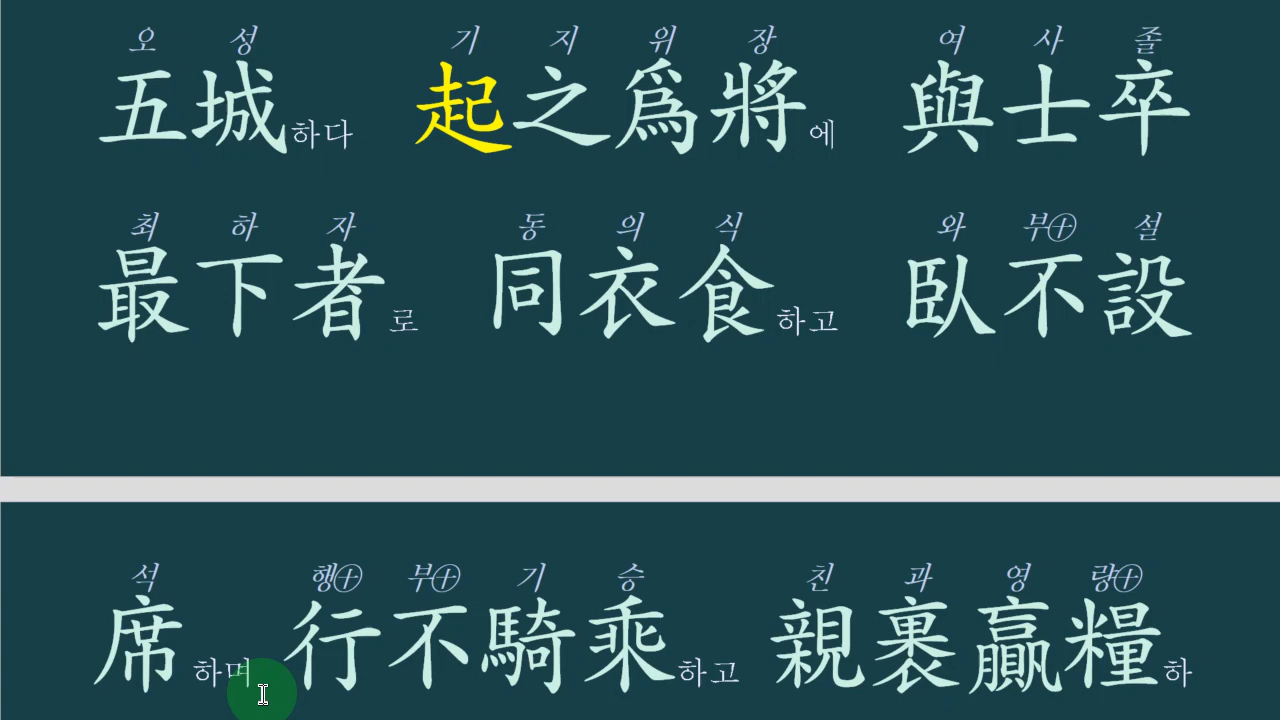 오 성 기 지 위 장 여 사 졸
五城하다 起之爲將에 與士卒
최 하 자 동 의 식 와 부㊉ 설
最下者로 同衣食하고 臥不設
석 행㊉ 부㊉ 기 승 친 과 영 량㊉
席하며 行不騎乘하고 親裹贏糧하